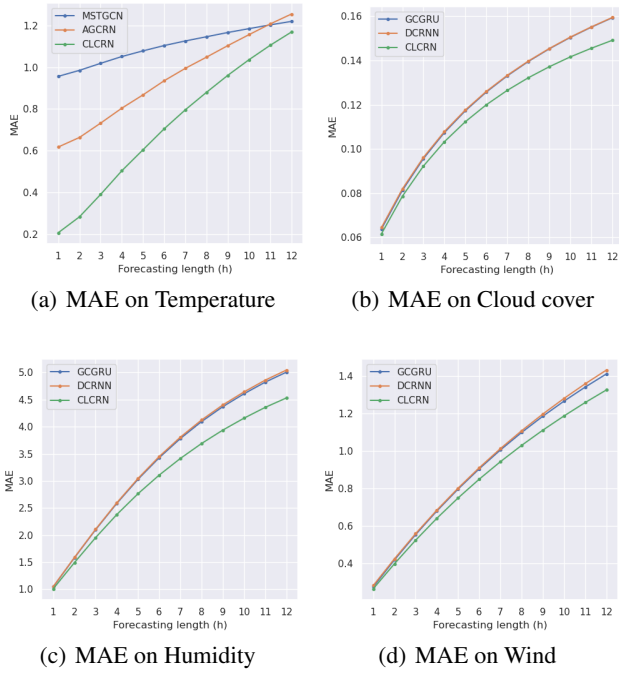 MSTGCN
AGCRN
CLCRN
MAE
1.2
1.0
0.8
0.6
0.4
0.2
1 2 3 4 5 6 7 8 9 10 11 12
Forecasting length (h)
(a) MAE on Temperature
GCGRU
DCRNN
CLCRN
MAE
0.16
0.14
0.12
0.10
0.08
0.06
1 2 3 4 5 6 7 8 9 10 11 12
Forecasting length (h)
(b) MAE on Cloud cover
GCGRU
DCRNN
CLCRN
MAE
5.0
4.5
4.0
3.5
3.0
2.5
2.0
1.5
1.0
1 2 3 4 5 6 7 8 9 10 11 12
Forecasting length (h)
(c) MAE on Humidity
GCGRU
DCRNN
CLCRN
MAE
1.4
1.2
1.0
0.8
0.6
0.4
1 2 3 4 5 6 7 8 9 10 11 12
Forecasting length (h)
(d) MAE on Wind